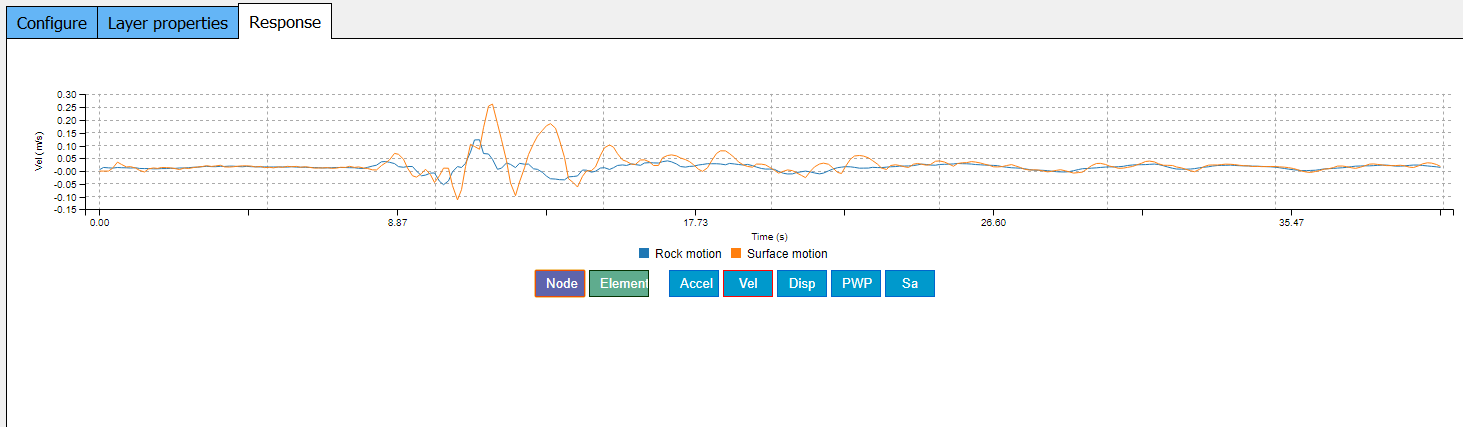 Configure Layer properties Response
0.30
0.25
0.20
0.15
0.10
0.05
-0.00
-0.05
-0.10
-0.15
Vel (m/s)
0.00 8.87 17.73 26.60 35.47
Time (s)
Rock motion Surface motion
Node Element Accel Vel Disp PWP Sa